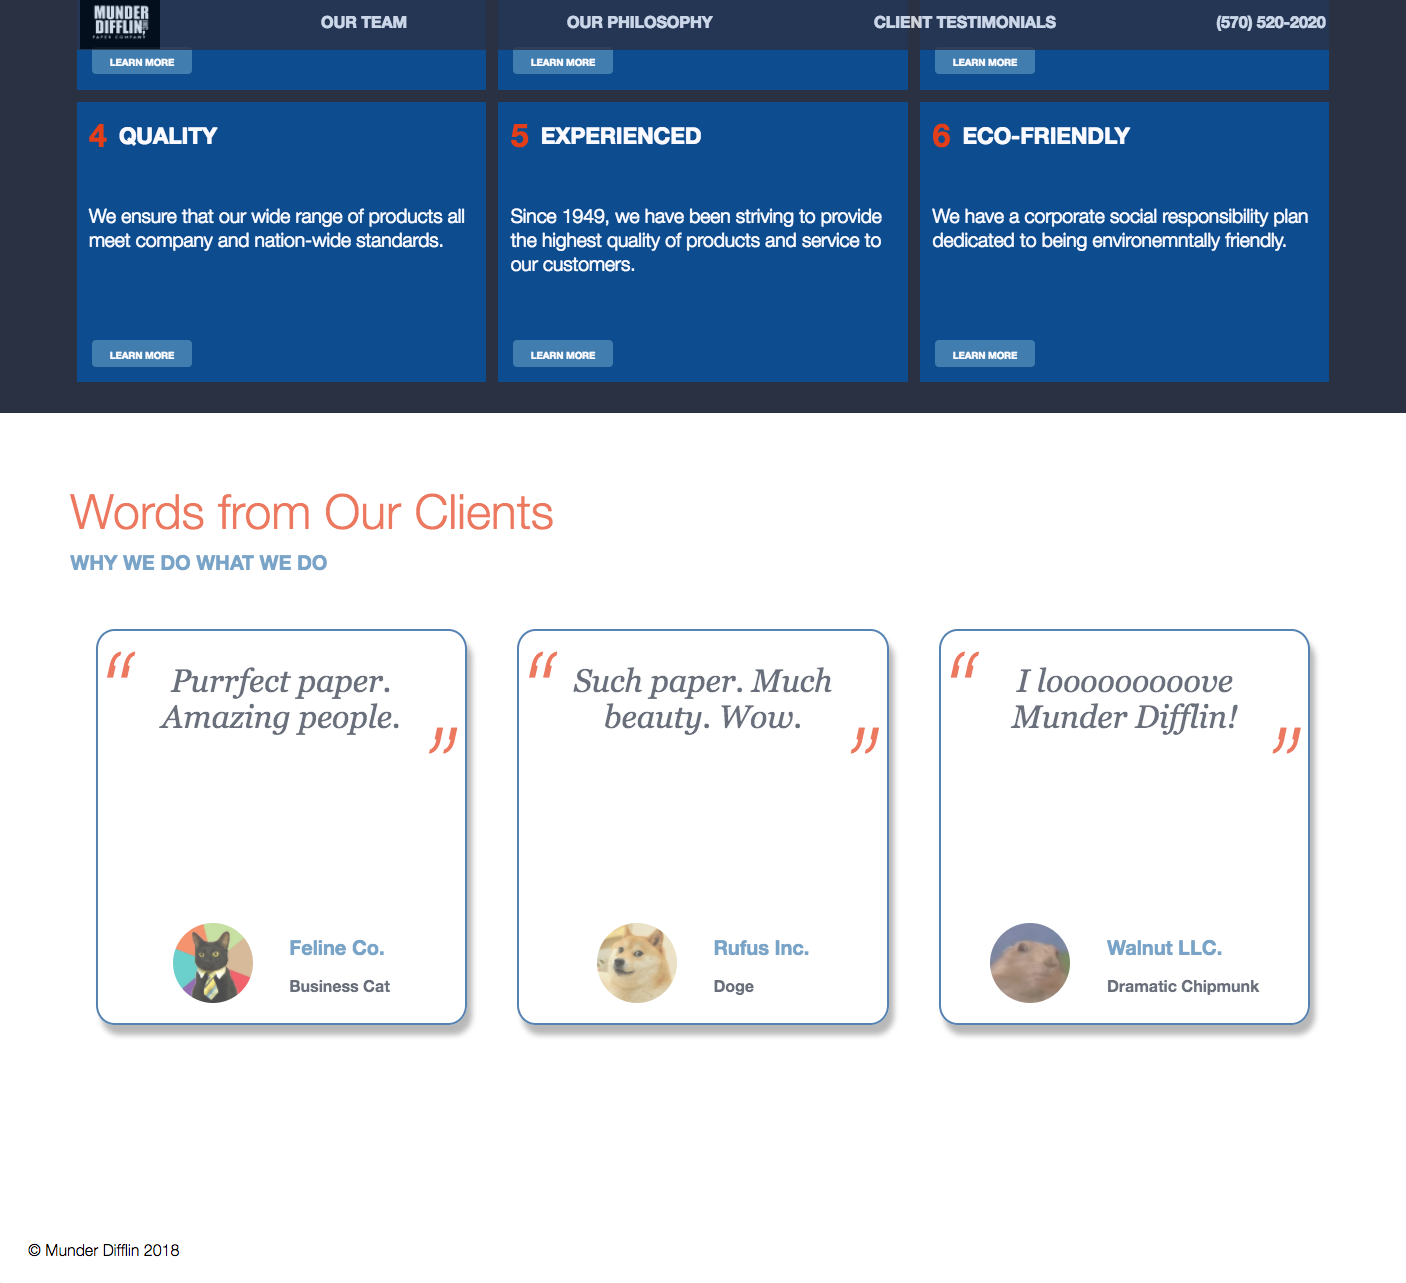 MUNDER
DIFFLIN,
PAPER COMPANY
OUR TEAM
OUR PHILOSOPHY
CLIENT TESTIMONIALS
(570) 520-2020
LEARN MORE
LEARN MORE
LEARN MORE
4 QUALITY
We ensure that our wide range of products all
meet company and nation-wide standards.
LEARN MORE
5 EXPERIENCED
Since 1949, we have been striving to provide
the highest quality of products and service to
our customers.
LEARN MORE
6 ECO-FRIENDLY
We have a corporate social responsibility plan
dedicated to being environemntally friendly.
LEARN MORE
Words from Our Clients
WHY WE DO WHAT WE DO
“Purrfect paper.
Amazing people.”
Feline Co.
Business Cat
“Such paper. Much
beauty. Wow.”
Rufus Inc.
Doge
“I looooooooove
Munder Difflin!”
Walnut LLC.
Dramatic Chipmunk
© Munder Difflin 2018